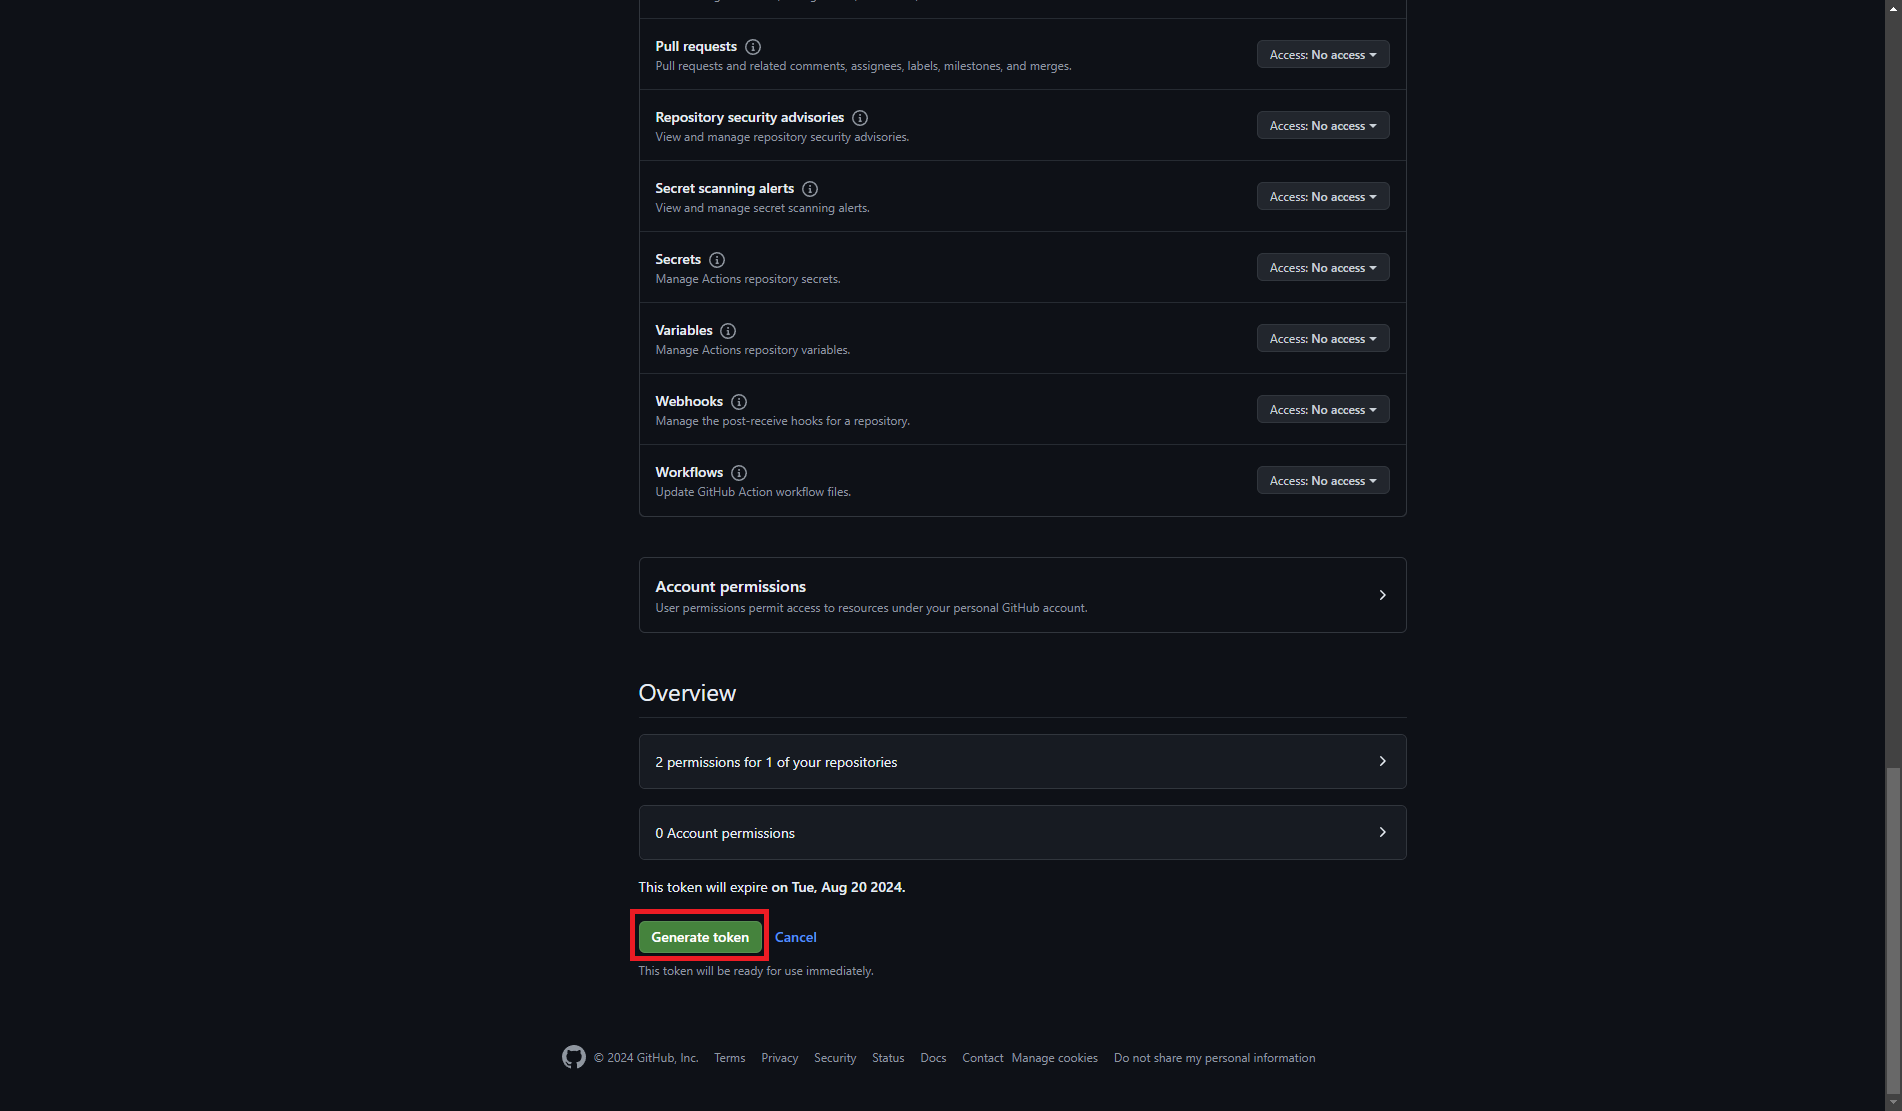 Pull requests
Access: No access
Pull requests and related comments, assignees, labels, milestones, and merges.
Repository security advisories
Access: No access
View and manage repository security advisories.
Secret scanning alerts
Access: No access
View and manage secret scanning alerts.
Secrets
Access: No access
Manage Actions repository secrets.
Variables
Access: No access
Manage Actions repository variables.
Webhooks
Access: No access
Manage the post-receive hooks for a repository.
Workflows
Access: No access
Update GitHub Action workflow files.
Account permissions
User permissions permit access to resources under your personal GitHub account.
Overview
2 permissions for 1 of your repositories
0 Account permissions
This token will expire on Tue, Aug 20 2024.
Generate token Cancel
This token will be ready for use immediately.
© 2024 GitHub, Inc. Terms Privacy Security Status Docs Contact Manage cookies Do not share my personal information